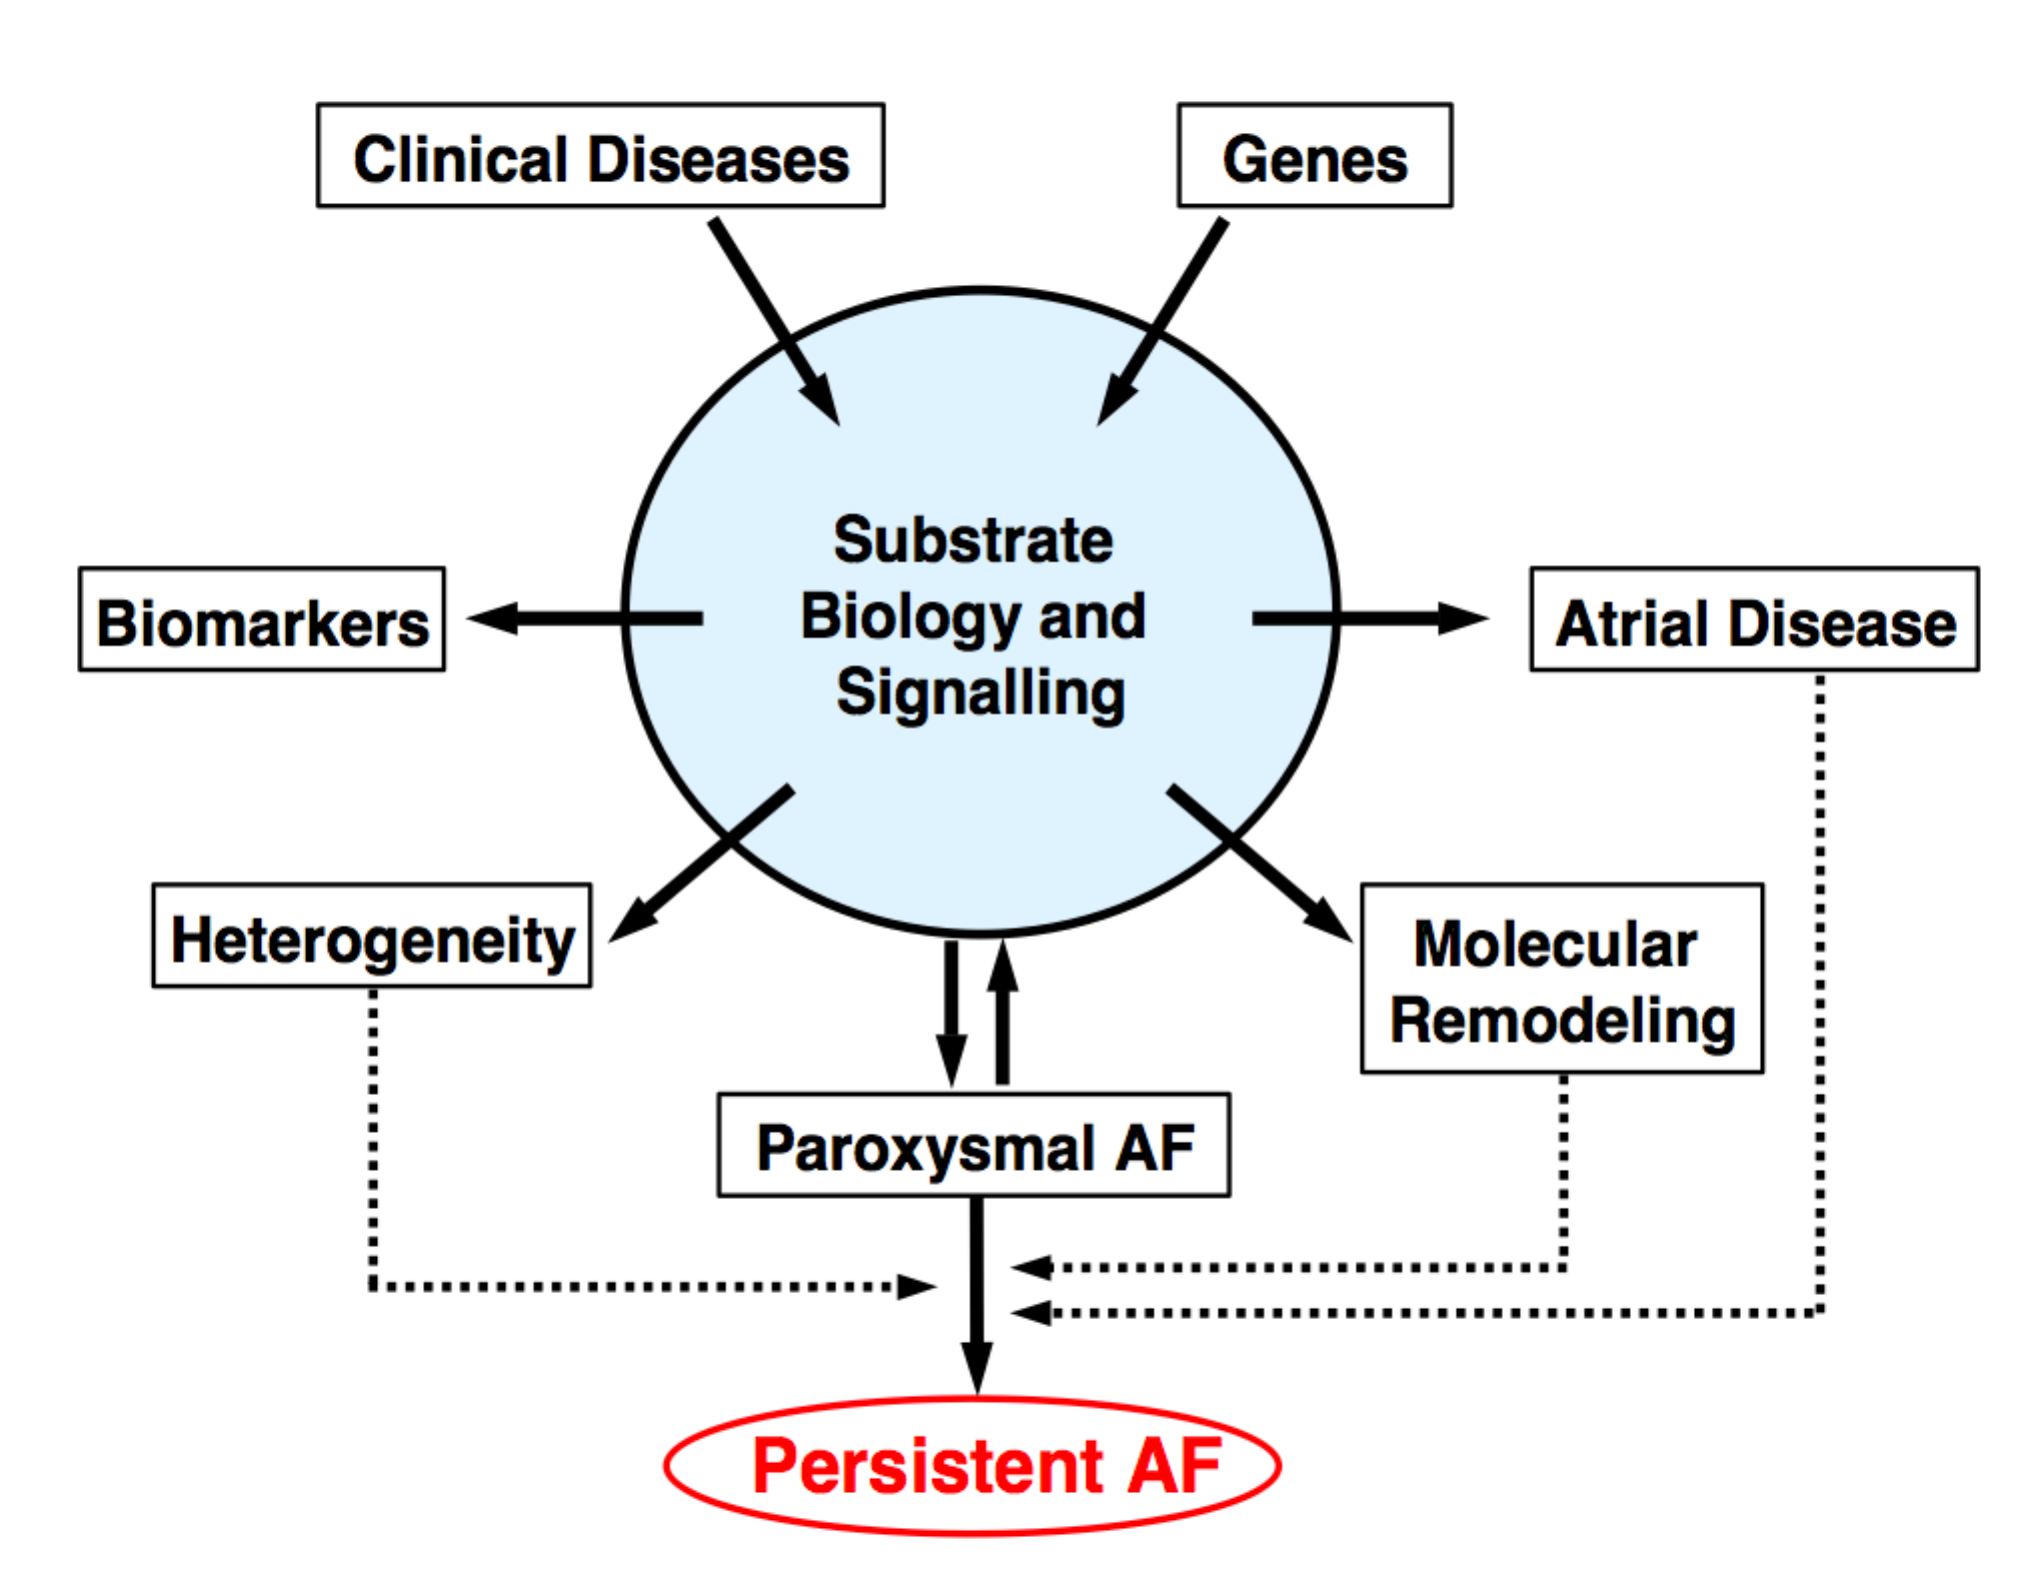 Clinical Diseases
Genes
Substrate
Biology and
Signalling
Biomarkers
Atrial Disease
Heterogeneity
Molecular
Remodeling
Paroxysmal AF
Persistent AF